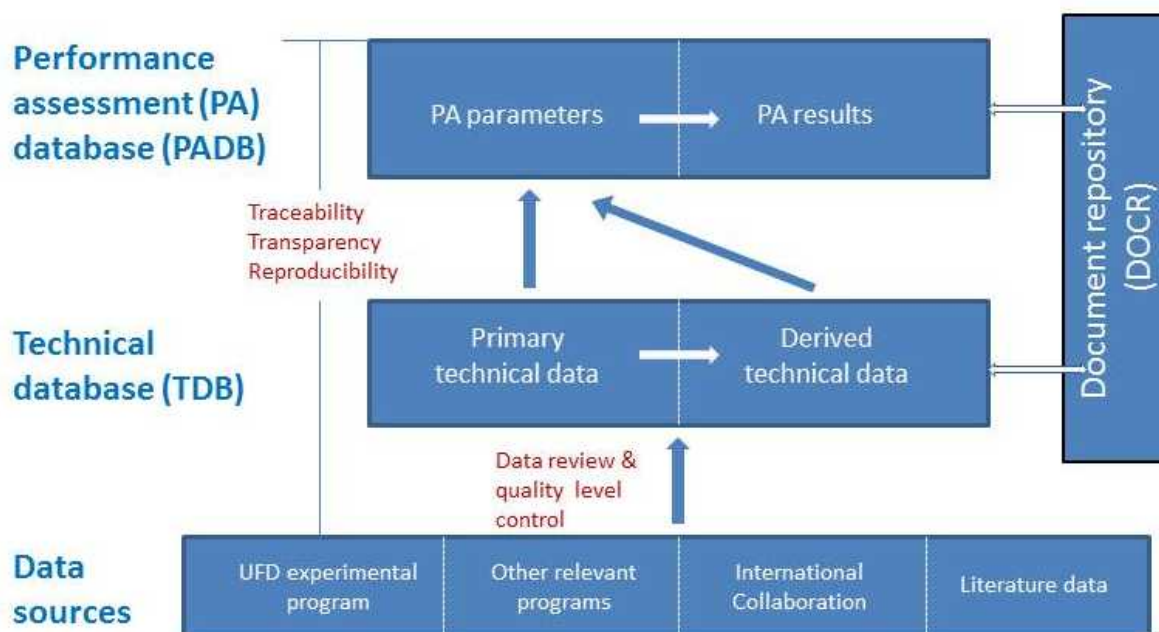 Performance
assessment (PA)
database (PADB)
PA parameters
PA results
Document repository
(DOCR)
Traceability
Transparency
Reproducibility
Technical
database (TDB)
Primary
technical data
Derived
technical data
Data review &
quality level
control
Data
sources
UFD experimental
program
Other relevant
programs
International
Collaboration
Literature data